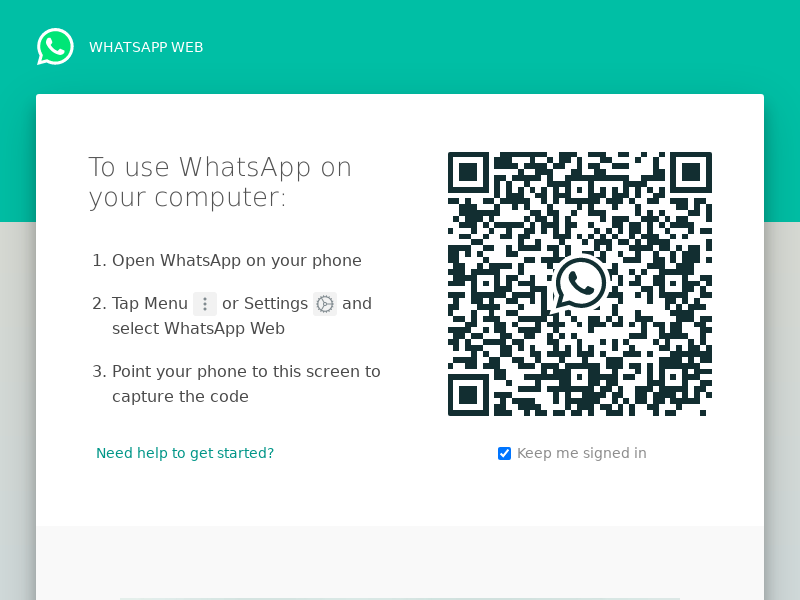 WHATSAPP WEB
To use WhatsApp on
your computer:
1. Open WhatsApp on your phone
2. Tap Menu or Settings and
select WhatsApp Web
3. Point your phone to this screen to
capture the code
Need help to get started?
Keep me signed in